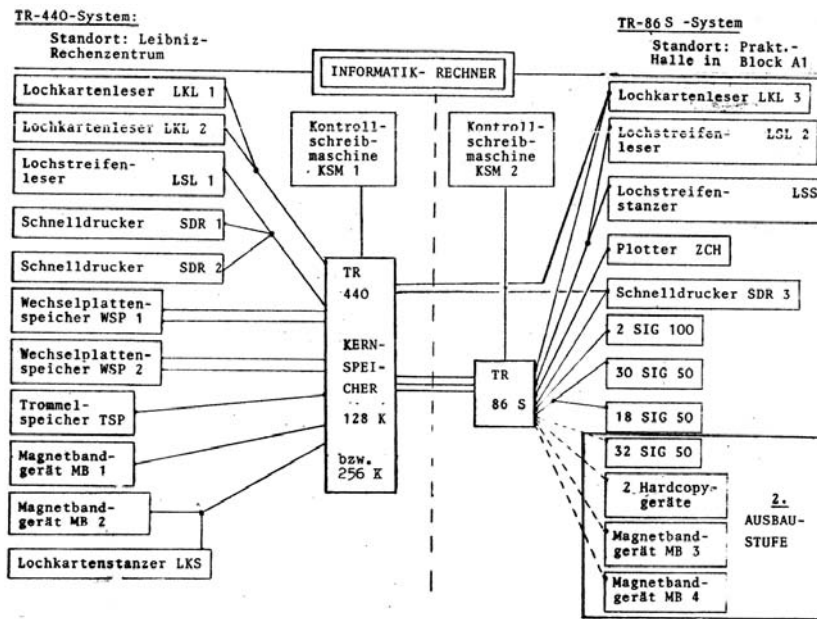 TR-440-System:
Standort: Leibniz-
Rechenzentrum
TR-86 S -System
Standort: Prakt.-
Halle in Block A1
INFORMATIK- RECHNER
Lochkartenleser LKL 1
Lochkartenleser LKL 2
Lochstreifen-
leser LSL 1
Schnelldrucker SDR 1
Schnelldrucker SDR 2
Wechselplatten-
speicher WSP 1
Wechselplatten-
speicher WSP 2
Trommel-
speicher TSP
Magnetband-
gerät MB 1
Magnetband-
gerät MB 2
Lochkartenstanzer LKS
Kontroll-
schreib-
maschine
KSM 1
Kontroll-
schreib-
maschine
KSM 2
TR
440
KERN-
SPEI-
CHER
128 K
bzw.
256 K
TR
86 S
Lochkartenleser LKL 3
Lochstreifen- LSL 2
leser
Lochstreifen-
stanzer LSS
Plotter ZCH
Schnelldrucker SDR 3
2 SIG 100
30 SIG 50
18 SIG 50
32 SIG 50
2 Hardcopy-
geräte
Magnetband-
gerät MB 3
Magnetband-
gerät MB 4
2.
AUSBAU-
STUFE